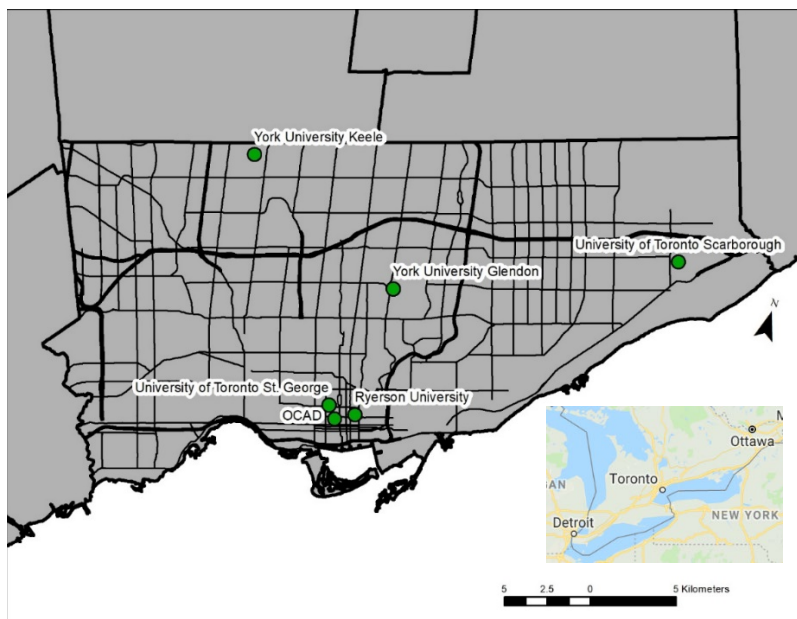 York University Keele
University of Toronto Scarborough
York University Glendon
N
University of Toronto St. George
Ryerson University
OCAD
M
Ottawa
Toronto
AN
NEW YORK
Detroit
5 2.5 0 5 Kilometers